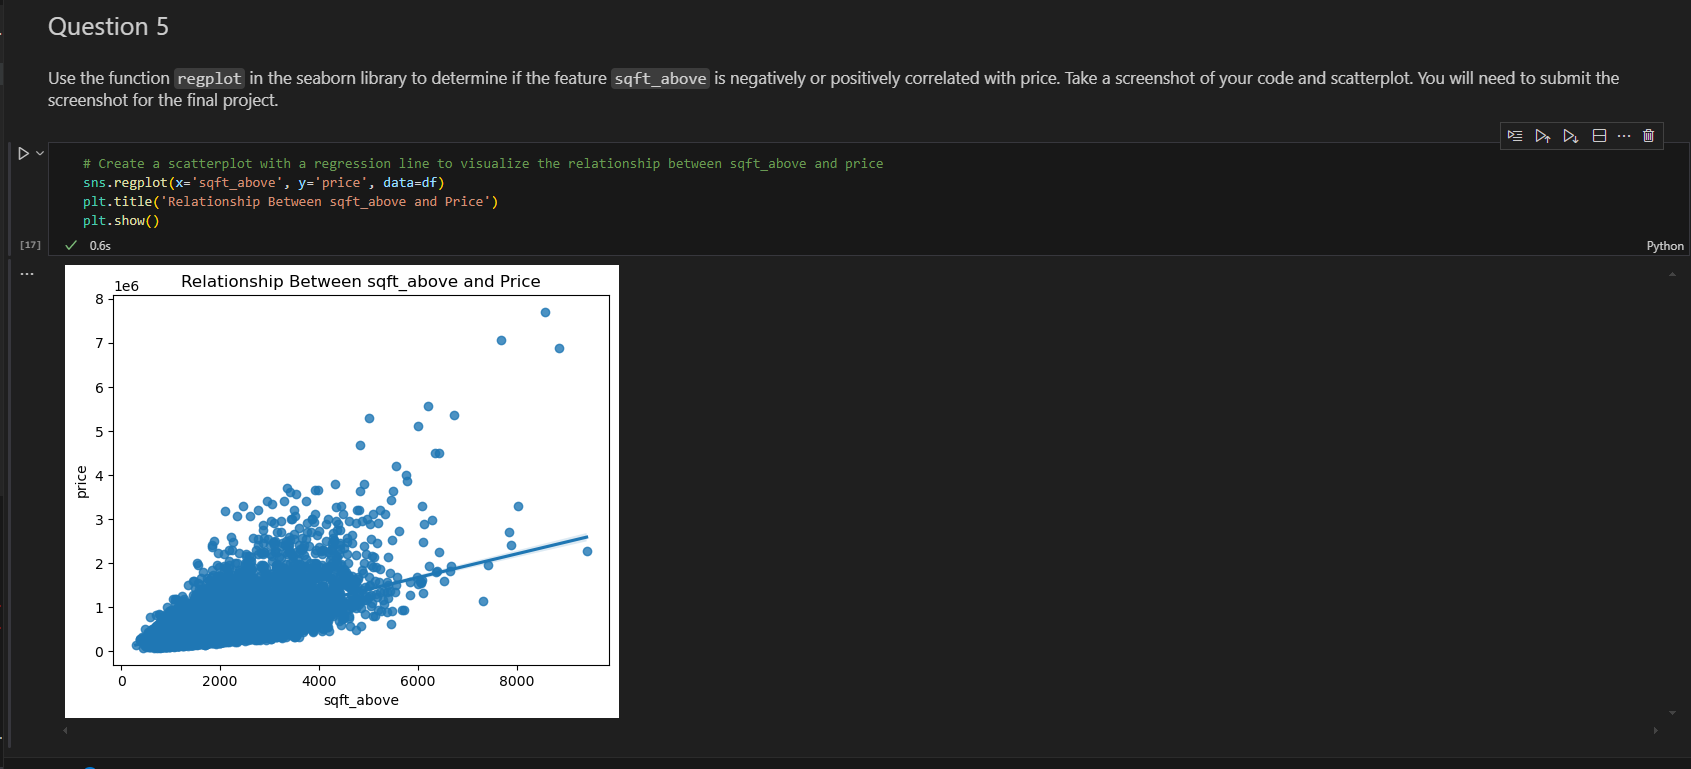 Question 5
Use the function regplot in the seaborn library to determine if the feature sqft_above is negatively or positively correlated with price. Take a screenshot of your code and scatterplot. You will need to submit the
screenshot for the final project.
# Create a scatterplot with a regression line to visualize the relationship between sqft_above and price
sns.regplot(x='sqft_above', y='price', data=df)
plt.title('Relationship Between sqft_above and Price')
plt.show()
[17]
0.6s
Python
Relationship Between sqft_above and Price
1e6
8
7
6
5
4
3
2
1
0
price
0 2000 4000 6000 8000
sqft_above